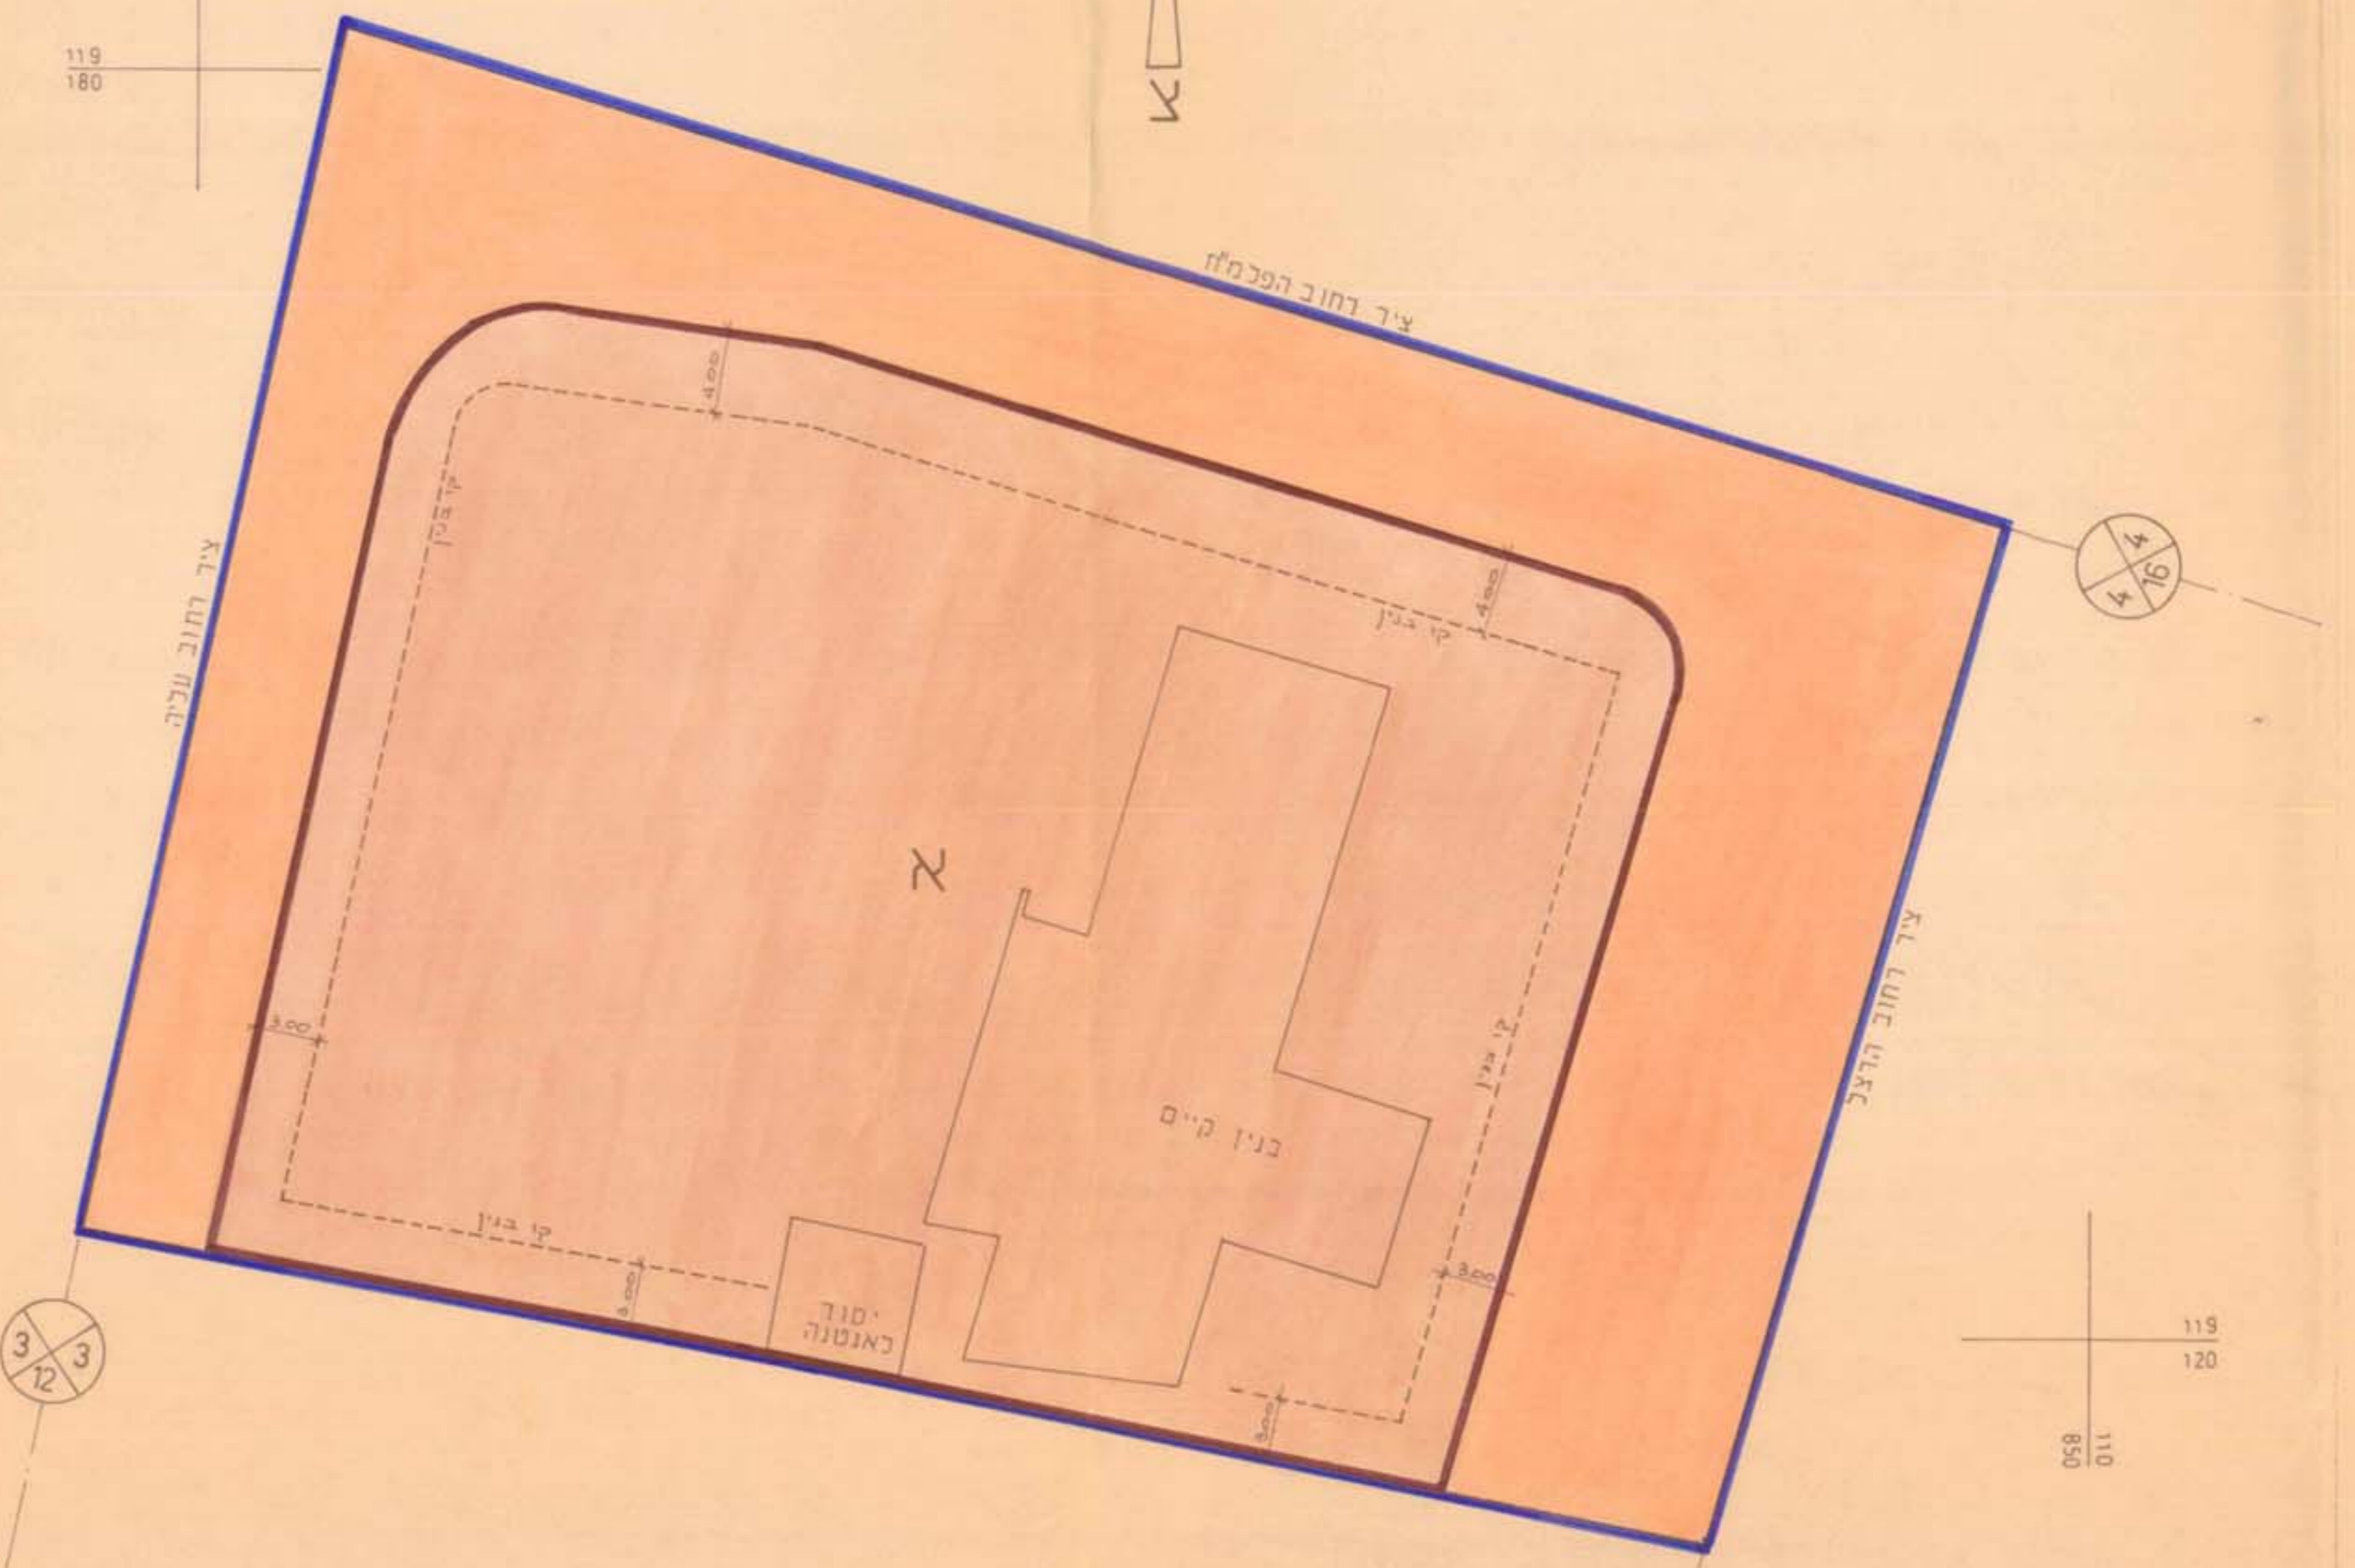 119
180
א
ציר רחוב הפלמ"ח
4.00
קו בנין
4
16
4
4.00
קו בנין
ציר רחוב עליה
א
ציר רחוב הרצל
3.00
קו בנין
בנין קיים
קו בנין
3.00
3.00
יסוד
לאנטנה
3.00
3
3
12
119
120
110
850